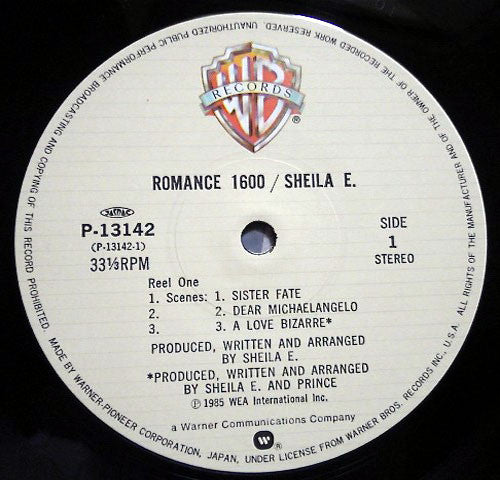 WB
RECORDS
®
ROMANCE 1600 / SHEILA E.
JASRAC
P-13142
(P-13142-1)
33⅓RPM
SIDE
1
STEREO
Reel One
1. Scenes: 1. SISTER FATE
2. 2. DEAR MICHAELANGELO
3. 3. A LOVE BIZARRE*
PRODUCED, WRITTEN AND ARRANGED
BY SHEILA E.
*PRODUCED, WRITTEN AND ARRANGED
BY SHEILA E. AND PRINCE
Ⓟ 1985 WEA International Inc.
a Warner Communications Company
W ®
ALL RIGHTS OF THE MANUFACTURER AND OF THE OWNER OF THE RECORDED WORK RESERVED. UNAUTHORIZED PUBLIC PERFORMANCE BROADCASTING AND COPYING OF THIS RECORD PROHIBITED.
MADE BY WARNER-PIONEER CORPORATION, JAPAN, UNDER LICENSE FROM WARNER BROS. RECORDS INC., U.S.A.